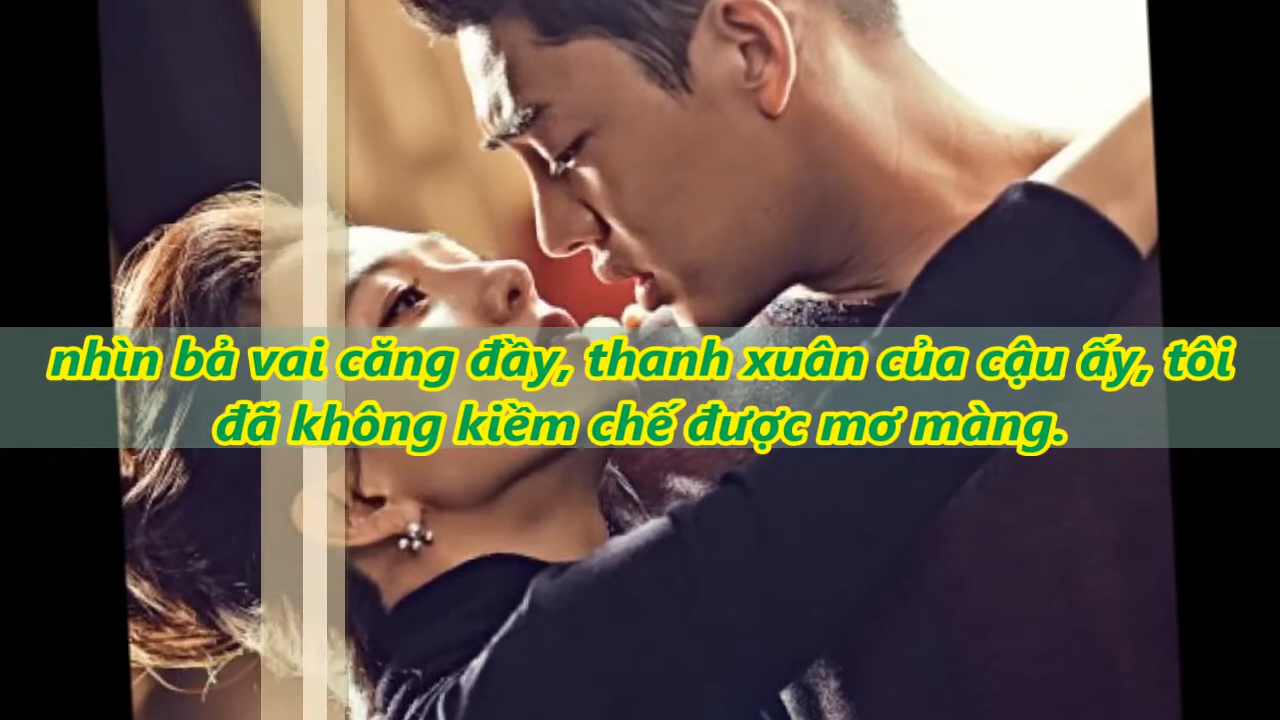 nhìn bả vai căng đầy, thanh xuân của cậu ấy, tôi
đã không kiềm chế được mơ màng.